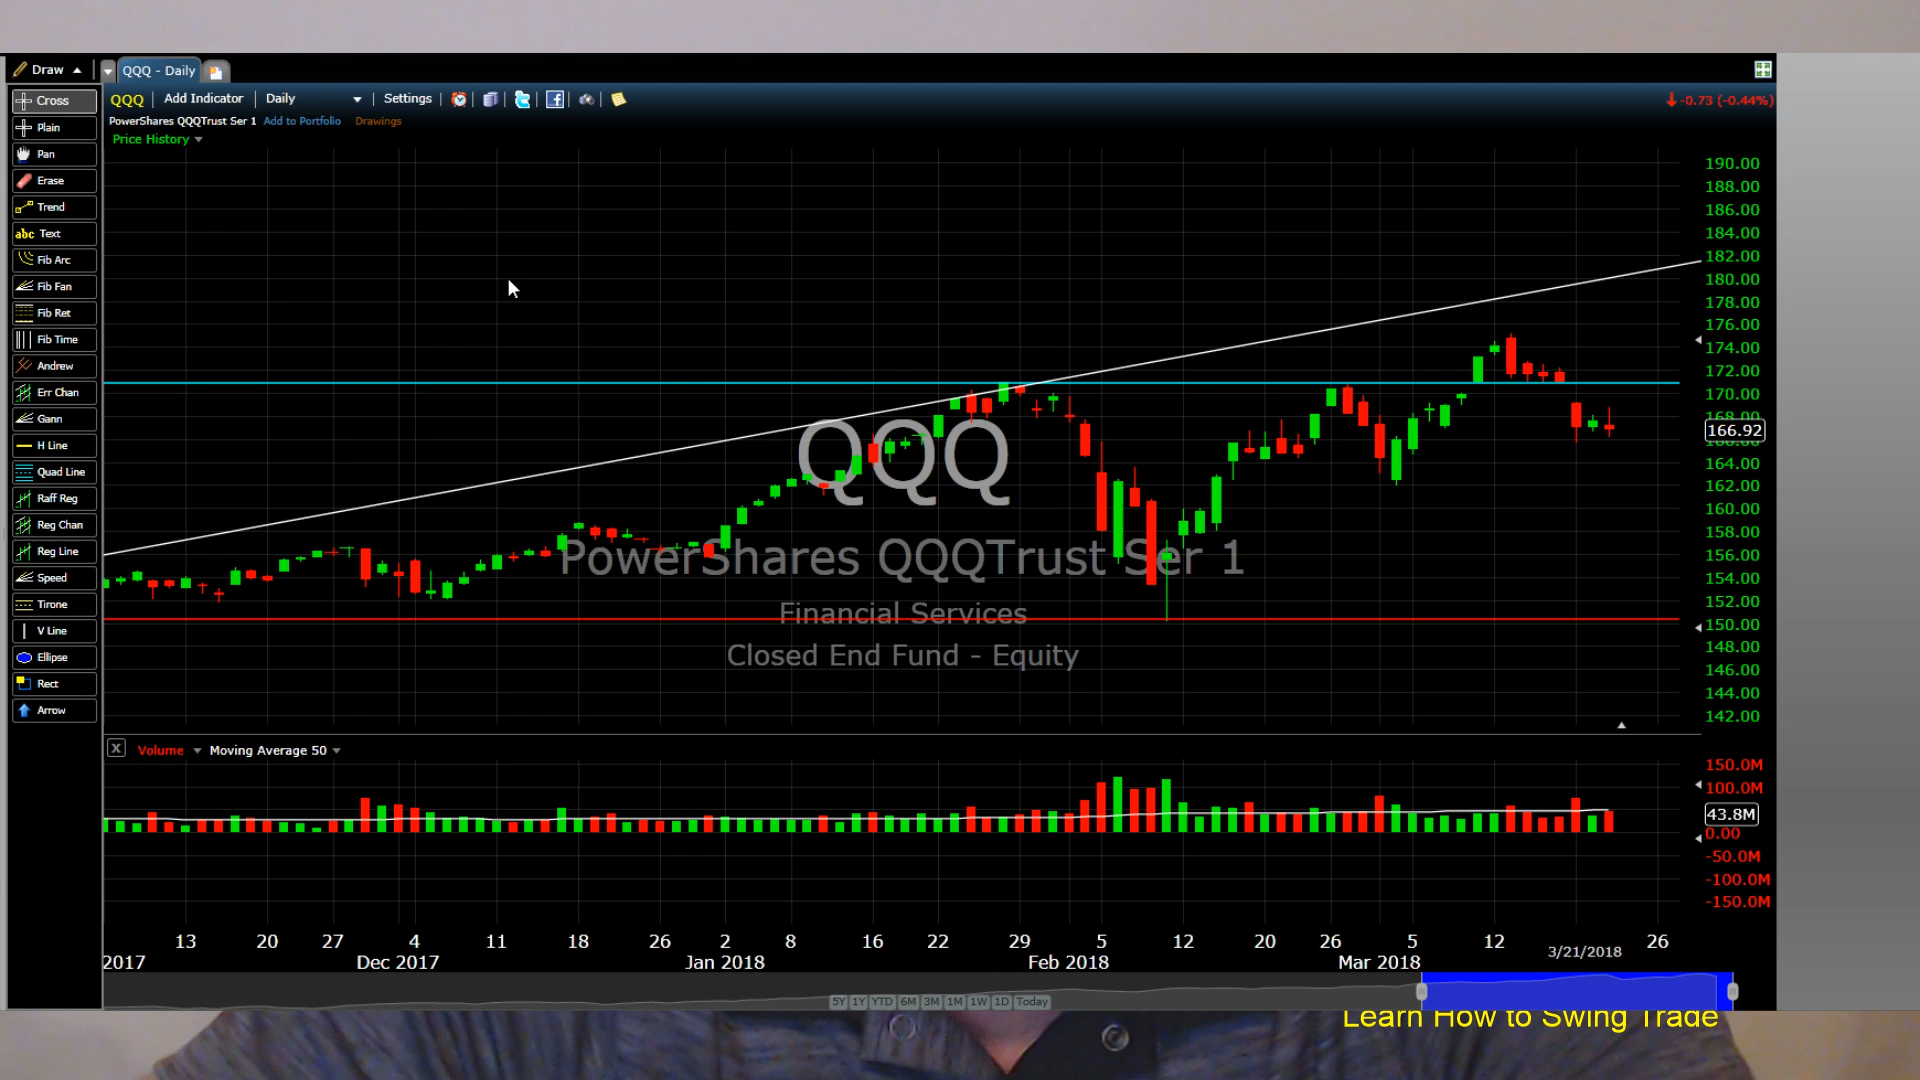 Draw
QQQ - Daily
QQQ Add Indicator Daily Settings
-0.73 (-0.44%)
PowerShares QQQTrust Ser 1 Add to Portfolio Drawings
Price History
Cross
Plain
Pan
Erase
Trend
abc Text
Fib Arc
Fib Fan
Fib Ret
Fib Time
Andrew
Err Chan
Gann
H Line
Quad Line
Raff Reg
Reg Chan
Reg Line
Speed
Tirone
V Line
Ellipse
Rect
Arrow
QQQ
PowerShares QQQTrust Ser 1
Financial Services
Closed End Fund - Equity
190.00
188.00
186.00
184.00
182.00
180.00
178.00
176.00
174.00
172.00
170.00
168.00
166.92
164.00
162.00
160.00
158.00
156.00
154.00
152.00
150.00
148.00
146.00
144.00
142.00
X Volume Moving Average 50
150.0M
100.0M
43.8M
0.00
-50.0M
-100.0M
-150.0M
13 20 27 4 11 18 26 2 8 16 22 29 5 12 20 26 5 12 3/21/2018 26
2017 Dec 2017 Jan 2018 Feb 2018 Mar 2018
5Y 1Y YTD 6M 3M 1M 1W 1D Today
Learn How to Swing Trade